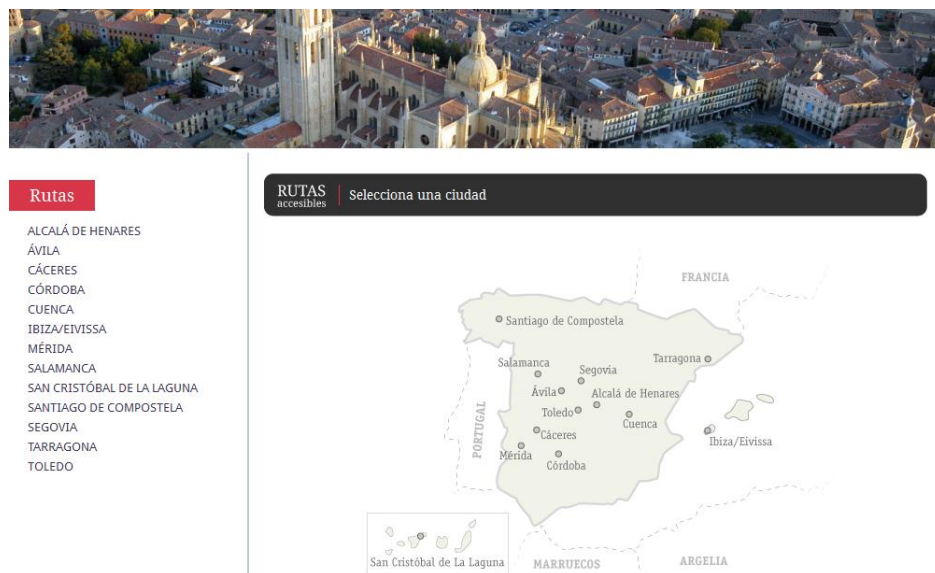 Rutas
ALCALÁ DE HENARES
ÁVILA
CÁCERES
CÓRDOBA
CUENCA
IBIZA/EIVISSA
MÉRIDA
SALAMANCA
SAN CRISTÓBAL DE LA LAGUNA
SANTIAGO DE COMPOSTELA
SEGOVIA
TARRAGONA
TOLEDO
RUTAS
accesibles
Selecciona una ciudad
FRANCIA
Santiago de Compostela
Salamanca
Segovia
Tarragona
Ávila
Alcalá de Henares
Toledo
Cuenca
PORTUGAL
Cáceres
Ibiza/Eivissa
Mérida
Córdoba
San Cristóbal de La Laguna
MARRUECOS
ARGELIA